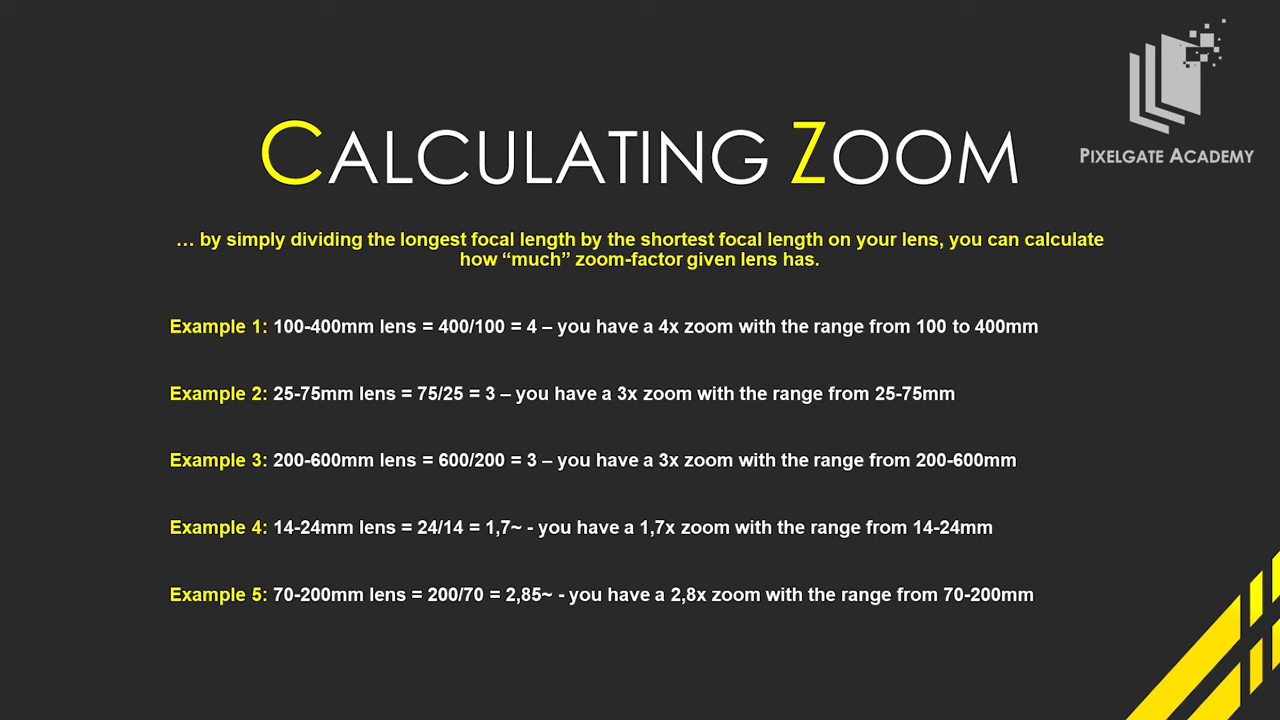 PIXELGATE ACADEMY
CALCULATING ZOOM
… by simply dividing the longest focal length by the shortest focal length on your lens, you can calculate
how “much” zoom-factor given lens has.
Example 1: 100-400mm lens = 400/100 = 4 – you have a 4x zoom with the range from 100 to 400mm
Example 2: 25-75mm lens = 75/25 = 3 – you have a 3x zoom with the range from 25-75mm
Example 3: 200-600mm lens = 600/200 = 3 – you have a 3x zoom with the range from 200-600mm
Example 4: 14-24mm lens = 24/14 = 1,7~ - you have a 1,7x zoom with the range from 14-24mm
Example 5: 70-200mm lens = 200/70 = 2,85~ - you have a 2,8x zoom with the range from 70-200mm